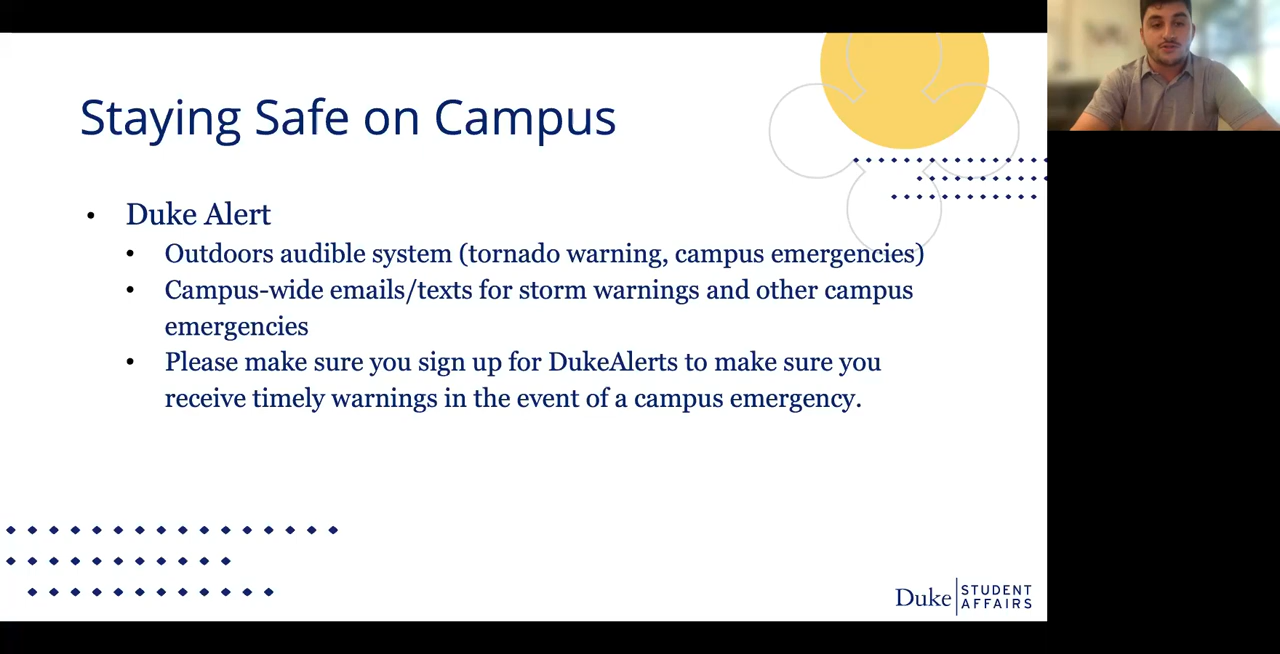 Staying Safe on Campus
Duke Alert
Outdoors audible system (tornado warning, campus emergencies)
Campus-wide emails/texts for storm warnings and other campus
emergencies
Please make sure you sign up for DukeAlerts to make sure you
receive timely warnings in the event of a campus emergency.
Duke STUDENT
AFFAIRS